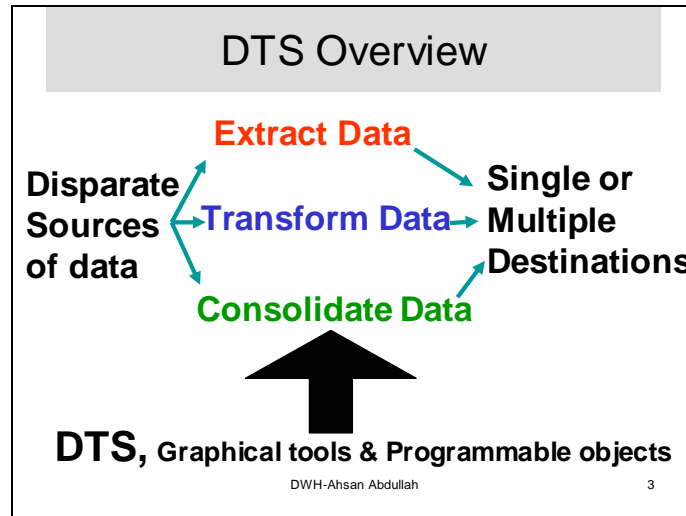 DTS Overview
Extract Data
Disparate
Sources
of data
Transform Data
Consolidate Data
Single or
Multiple
Destinations
DTS, Graphical tools & Programmable objects
DWH-Ahsan Abdullah
3